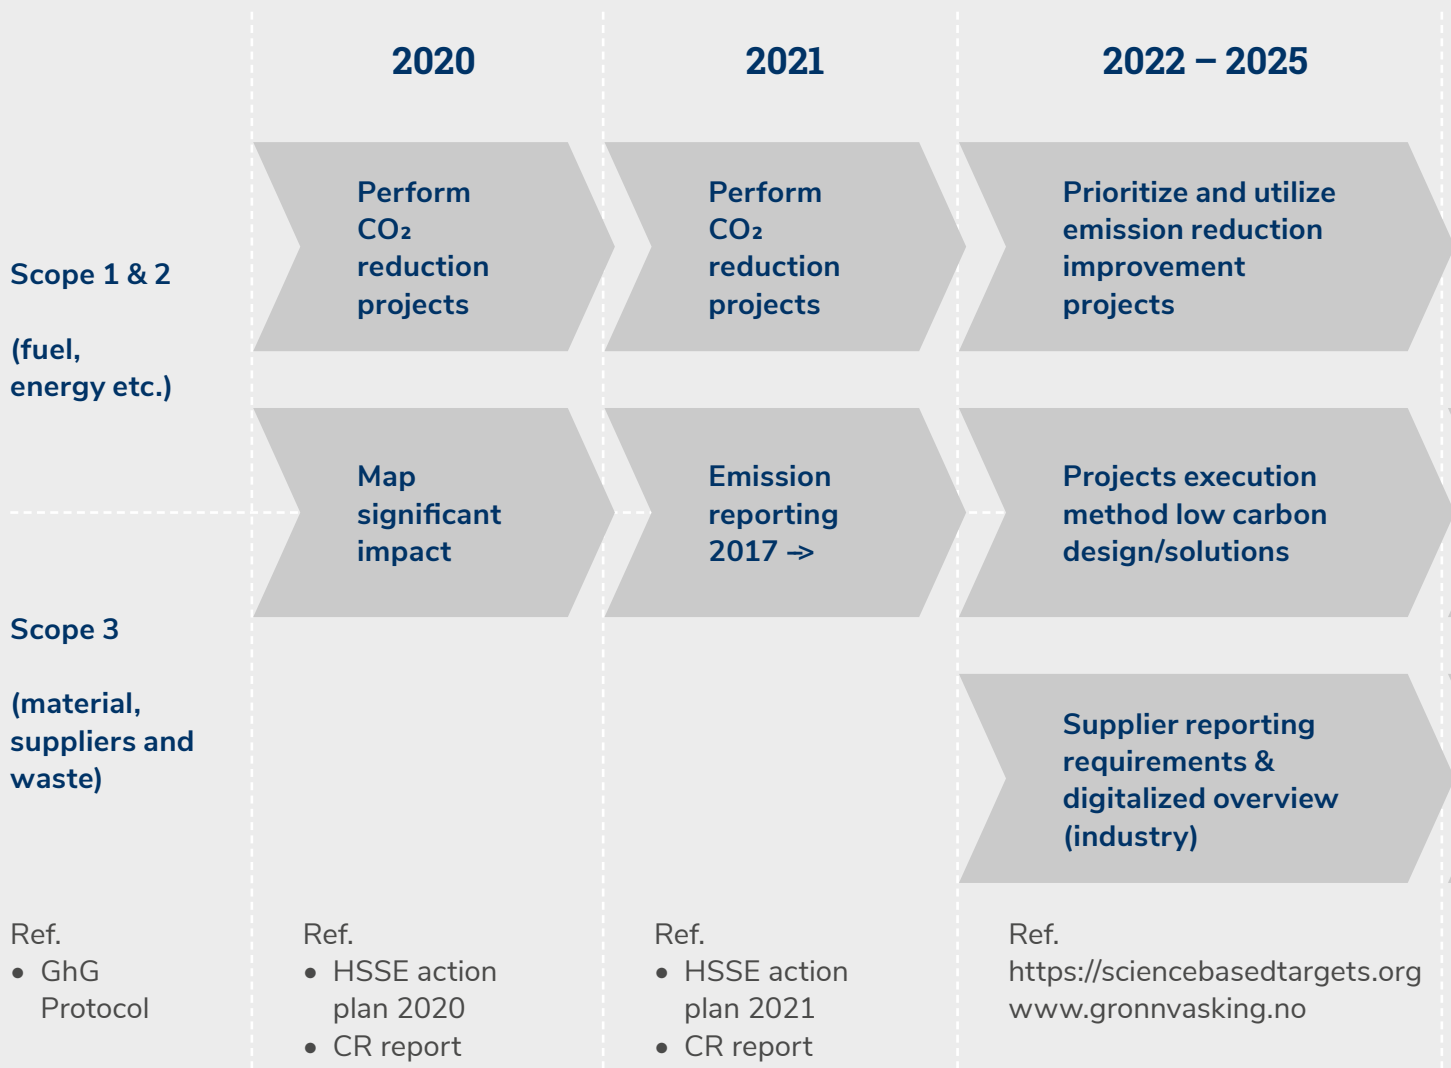 2020
2021
2022 – 2025
Scope 1 & 2
(fuel,
energy etc.)
Perform
CO₂
reduction
projects
Perform
CO₂
reduction
projects
Prioritize and utilize
emission reduction
improvement
projects
Map
significant
impact
Emission
reporting
2017 ->
Projects execution
method low carbon
design/solutions
Scope 3
(material,
suppliers and
waste)
Supplier reporting
requirements &
digitalized overview
(industry)
Ref.
• GhG
Protocol
Ref.
• HSSE action
plan 2020
• CR report
Ref.
• HSSE action
plan 2021
• CR report
Ref.
https://sciencebasedtargets.org
www.gronnvasking.no